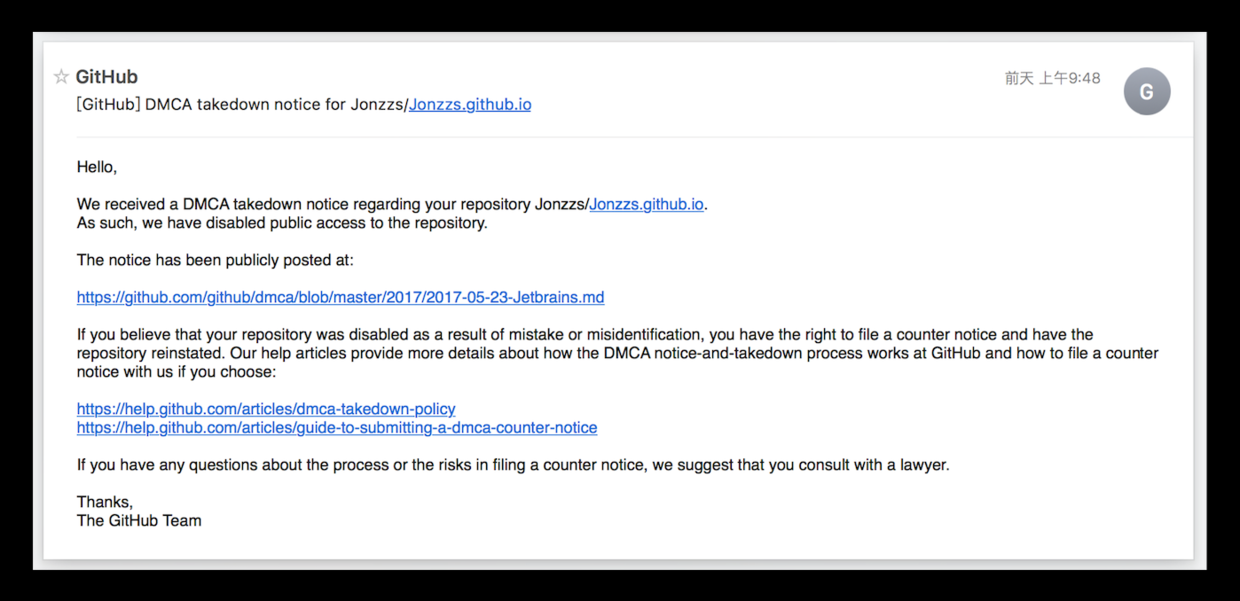 GitHub
前天 上午9:48
G
[GitHub] DMCA takedown notice for Jonzzs/Jonzzs.github.io
Hello,
We received a DMCA takedown notice regarding your repository Jonzzs/Jonzzs.github.io.
As such, we have disabled public access to the repository.
The notice has been publicly posted at:
https://github.com/github/dmca/blob/master/2017/2017-05-23-Jetbrains.md
If you believe that your repository was disabled as a result of mistake or misidentification, you have the right to file a counter notice and have the
repository reinstated. Our help articles provide more details about how the DMCA notice-and-takedown process works at GitHub and how to file a counter
notice with us if you choose:
https://help.github.com/articles/dmca-takedown-policy
https://help.github.com/articles/guide-to-submitting-a-dmca-counter-notice
If you have any questions about the process or the risks in filing a counter notice, we suggest that you consult with a lawyer.
Thanks,
The GitHub Team